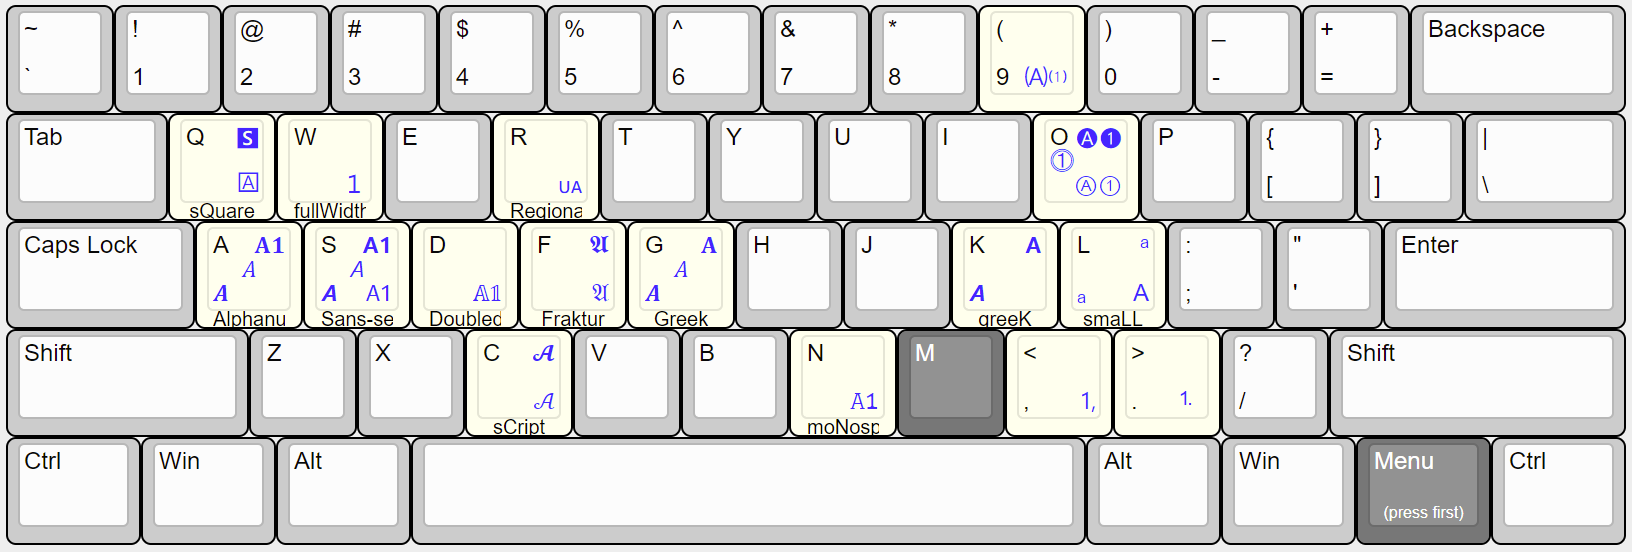 ~ ! @ # $ % ^ & * ( ) _ + Backspace
` 1 2 3 4 5 6 7 8 9 🄐⑴ 0 - =
Tab Q 🆂 W E R T Y U I O 🅐 ❶ P { } |
⓵
🄰 1 UA Ⓐ ① [ ] \
sQuare fullWidth Regiona
Caps Lock A 𝐀𝟏 S 𝗔𝟭 D F 𝕬 G 𝐀 H J K 𝗔 L ᵃ : " Enter
𝐴 𝘈 𝐴
𝑨 𝘼 𝖠𝟣 𝔸𝟙 𝔄 𝑨 𝘼 ₐ ᴀ ; '
Alphanu Sans-se Doubled Fraktur Greek greeK smaLL
Shift Z X C 𝓐 V B N M < > ? Shift
𝒜 𝙰𝟷 , 🄂 . ⒈ /
sCript moNosp
Ctrl Win Alt Alt Win Menu Ctrl
(press first)